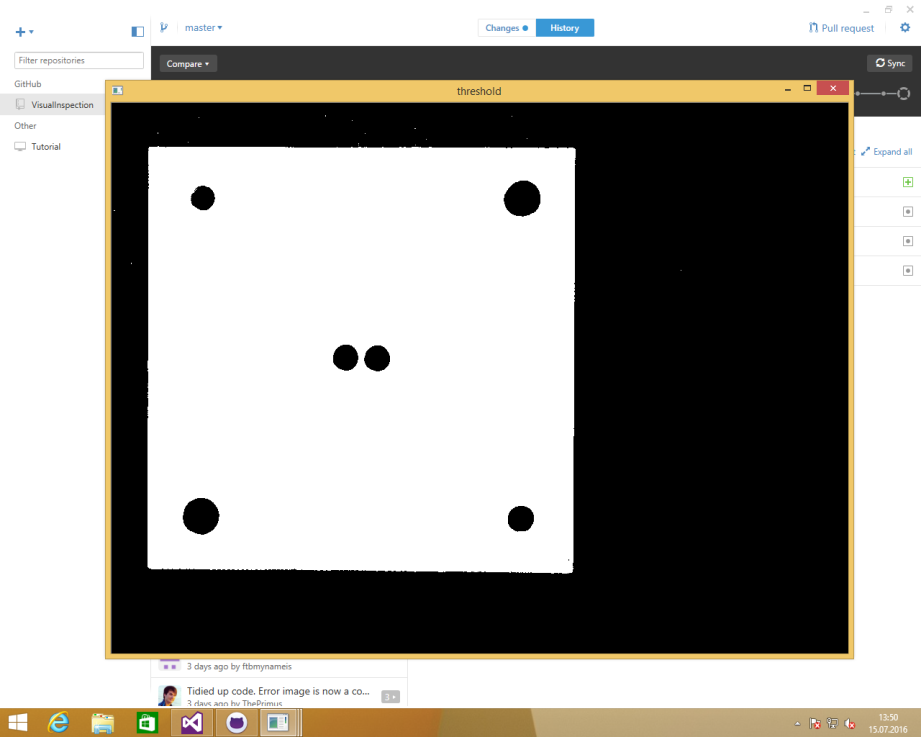 master
Changes
History
Pull request
Filter repositories
Compare
Sync
GitHub
threshold
VisualInspection
Other
Tutorial
Expand all
3 days ago by ftbmynameis
Tidied up code. Error image is now a co...
3
3 days ago by ThePrimus
13:50
15.07.2016